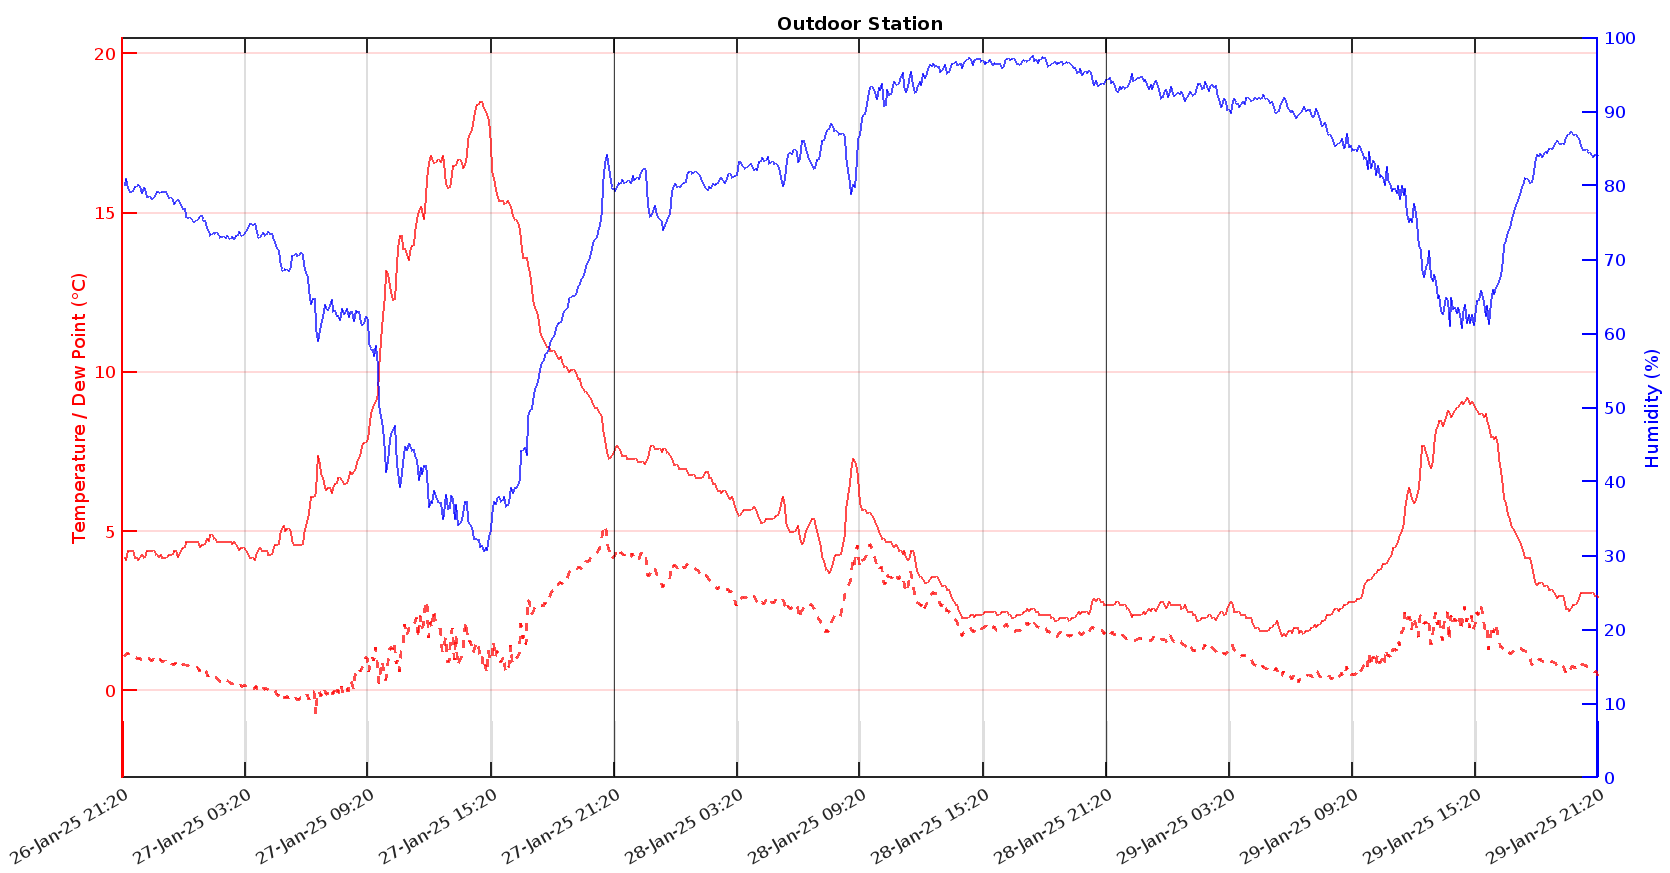 Outdoor Station
20
15
10
5
0
Temperature / Dew Point (°C)
100
90
80
70
60
50
40
30
20
10
0
Humidity (%)
26-Jan-25 21:20
27-Jan-25 03:20
27-Jan-25 09:20
27-Jan-25 15:20
27-Jan-25 21:20
28-Jan-25 03:20
28-Jan-25 09:20
28-Jan-25 15:20
28-Jan-25 21:20
29-Jan-25 03:20
29-Jan-25 09:20
29-Jan-25 15:20
29-Jan-25 21:20